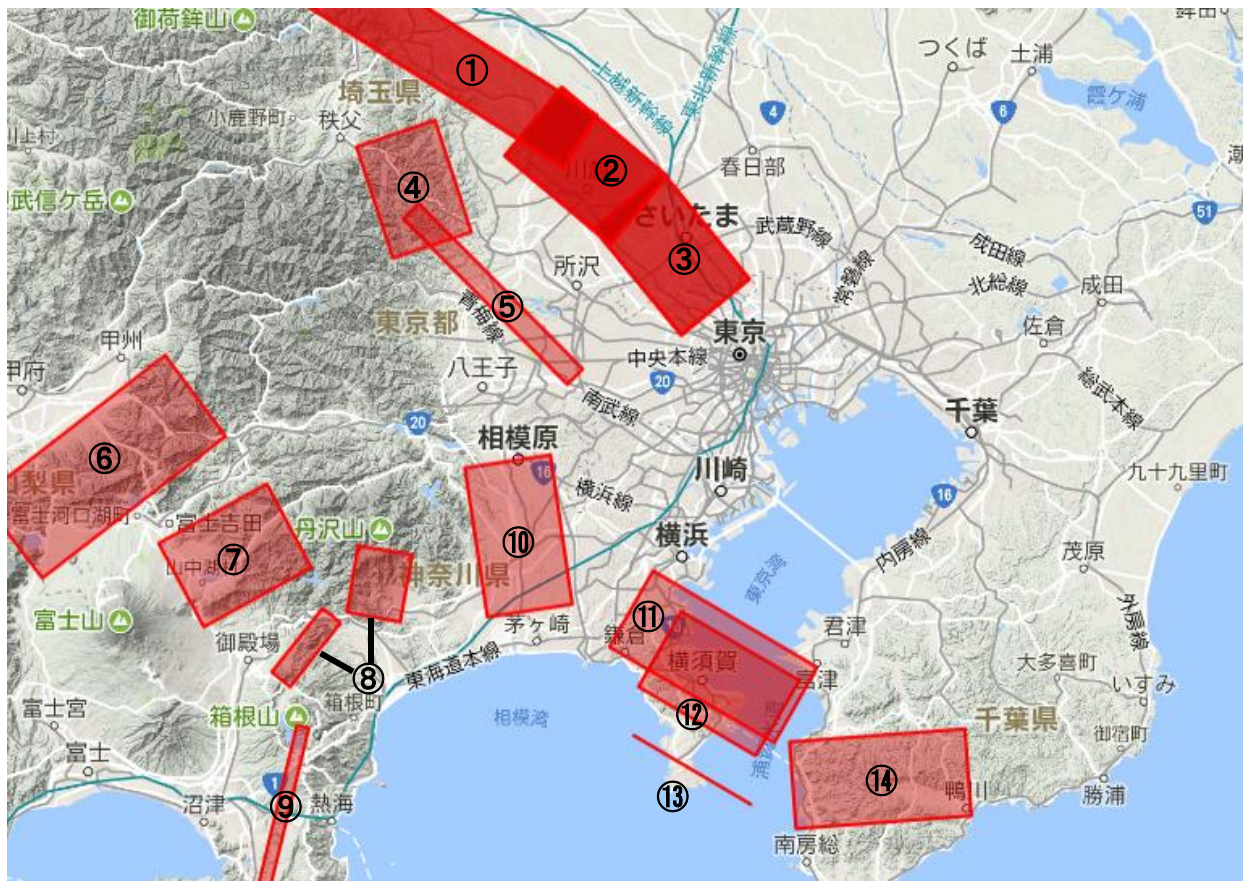 御荷鉾山
鉾田
つくば
土浦
①
上越新幹線
東北新幹線
霞ケ浦
埼玉県
小鹿野町
秩父
4
6
川上村
春日部
②
④
武信ケ岳
51
さいたま
武蔵野線
成田線
③
所沢
常磐線
北総線
成田
⑤
青梅線
東京都
佐倉
甲州
東京
中央本線
八王子
甲府
20
総武本線
南武線
千葉
20
相模原
⑥
川崎
16
九十九里町
横浜線
16
富士河口湖町
富士吉田
丹沢山
横浜
内房線
⑩
⑦
茂原
山中湖
神奈川県
東京湾
外房線
富士山
⑪
茅ヶ崎
君津
御殿場
鎌倉
大多喜町
横須賀
富津
⑧
東海道本線
いすみ
箱根町
富士宮
箱根山
相模湾
⑫
千葉県
御宿町
富士
1
⑭
⑬
⑨
沼津
熱海
鴨川
勝浦
南房総